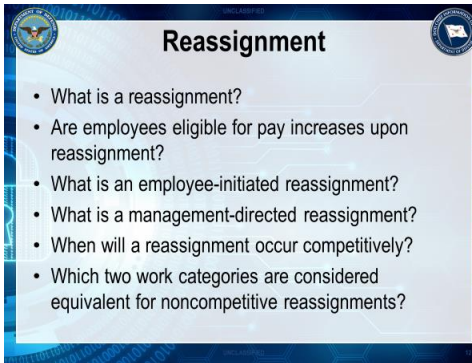 UNCLASSIFIED
Reassignment
• What is a reassignment?
• Are employees eligible for pay increases upon
reassignment?
• What is an employee-initiated reassignment?
• What is a management-directed reassignment?
• When will a reassignment occur competitively?
• Which two work categories are considered
equivalent for noncompetitive reassignments?
UNCLASSIFIED